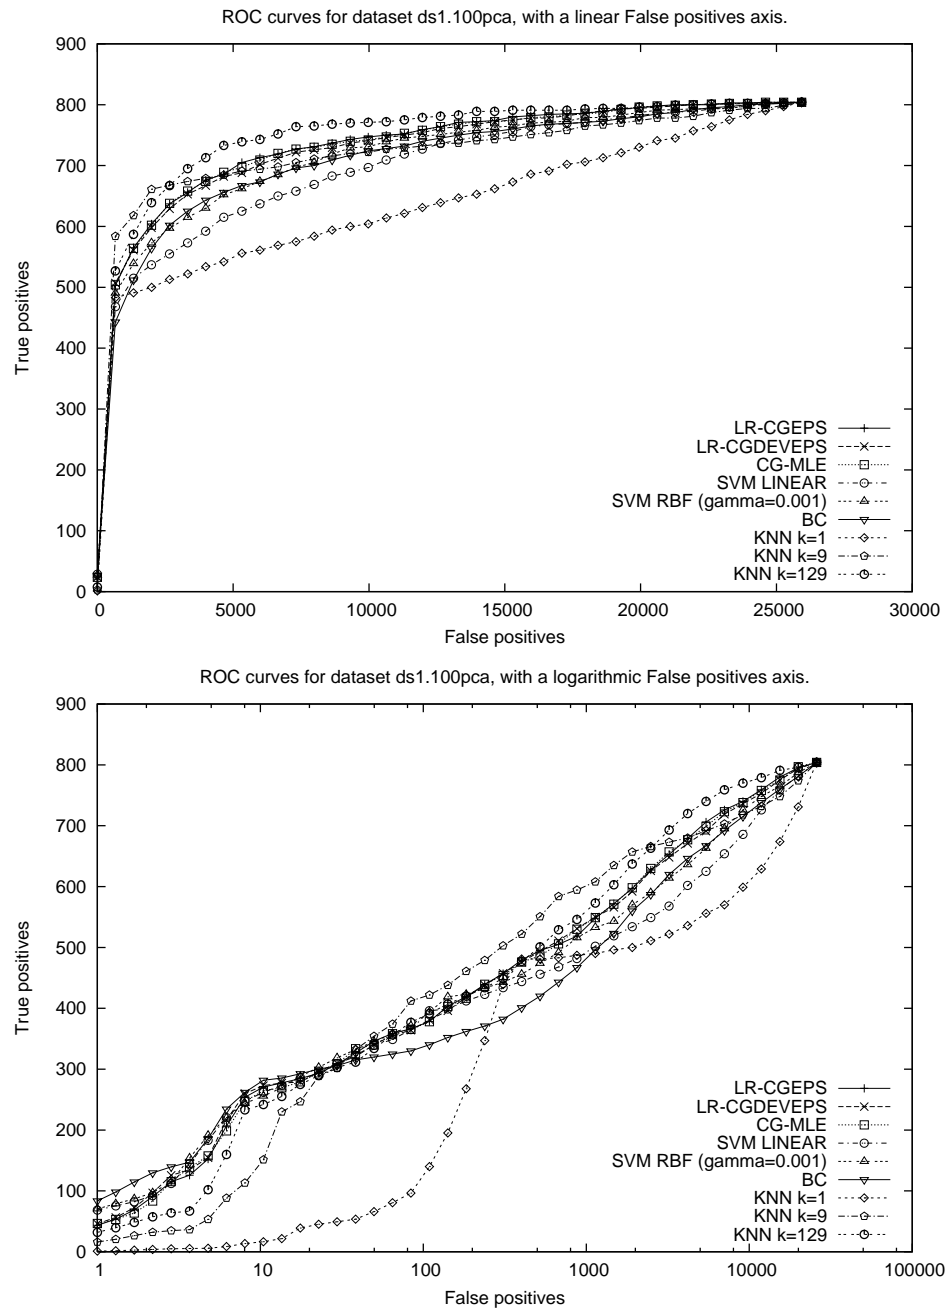 ROC curves for dataset ds1.100pca, with a linear False positives axis.
900
800
700
600
500
400
300
200
100
0
True positives
LR-CGEPS
LR-CGDEVEPS
CG-MLE
SVM LINEAR
SVM RBF (gamma=0.001)
BC
KNN k=1
KNN k=9
KNN k=129
0 5000 10000 15000 20000 25000 30000
False positives
ROC curves for dataset ds1.100pca, with a logarithmic False positives axis.
900
800
700
600
500
400
300
200
100
0
True positives
LR-CGEPS
LR-CGDEVEPS
CG-MLE
SVM LINEAR
SVM RBF (gamma=0.001)
BC
KNN k=1
KNN k=9
KNN k=129
1 10 100 1000 10000 100000
False positives